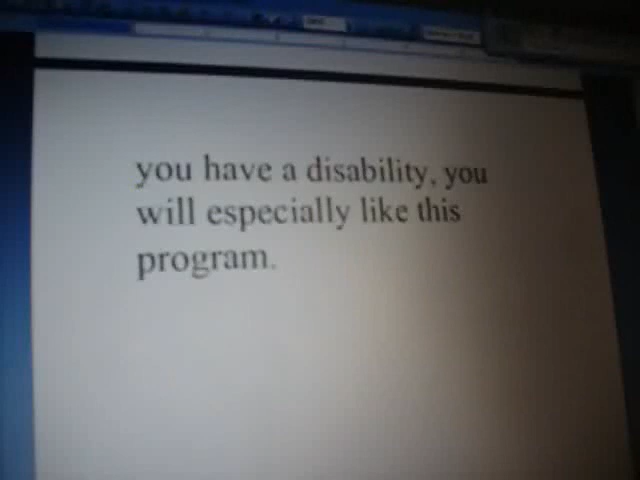 you have a disability, you
will especially like this
program.